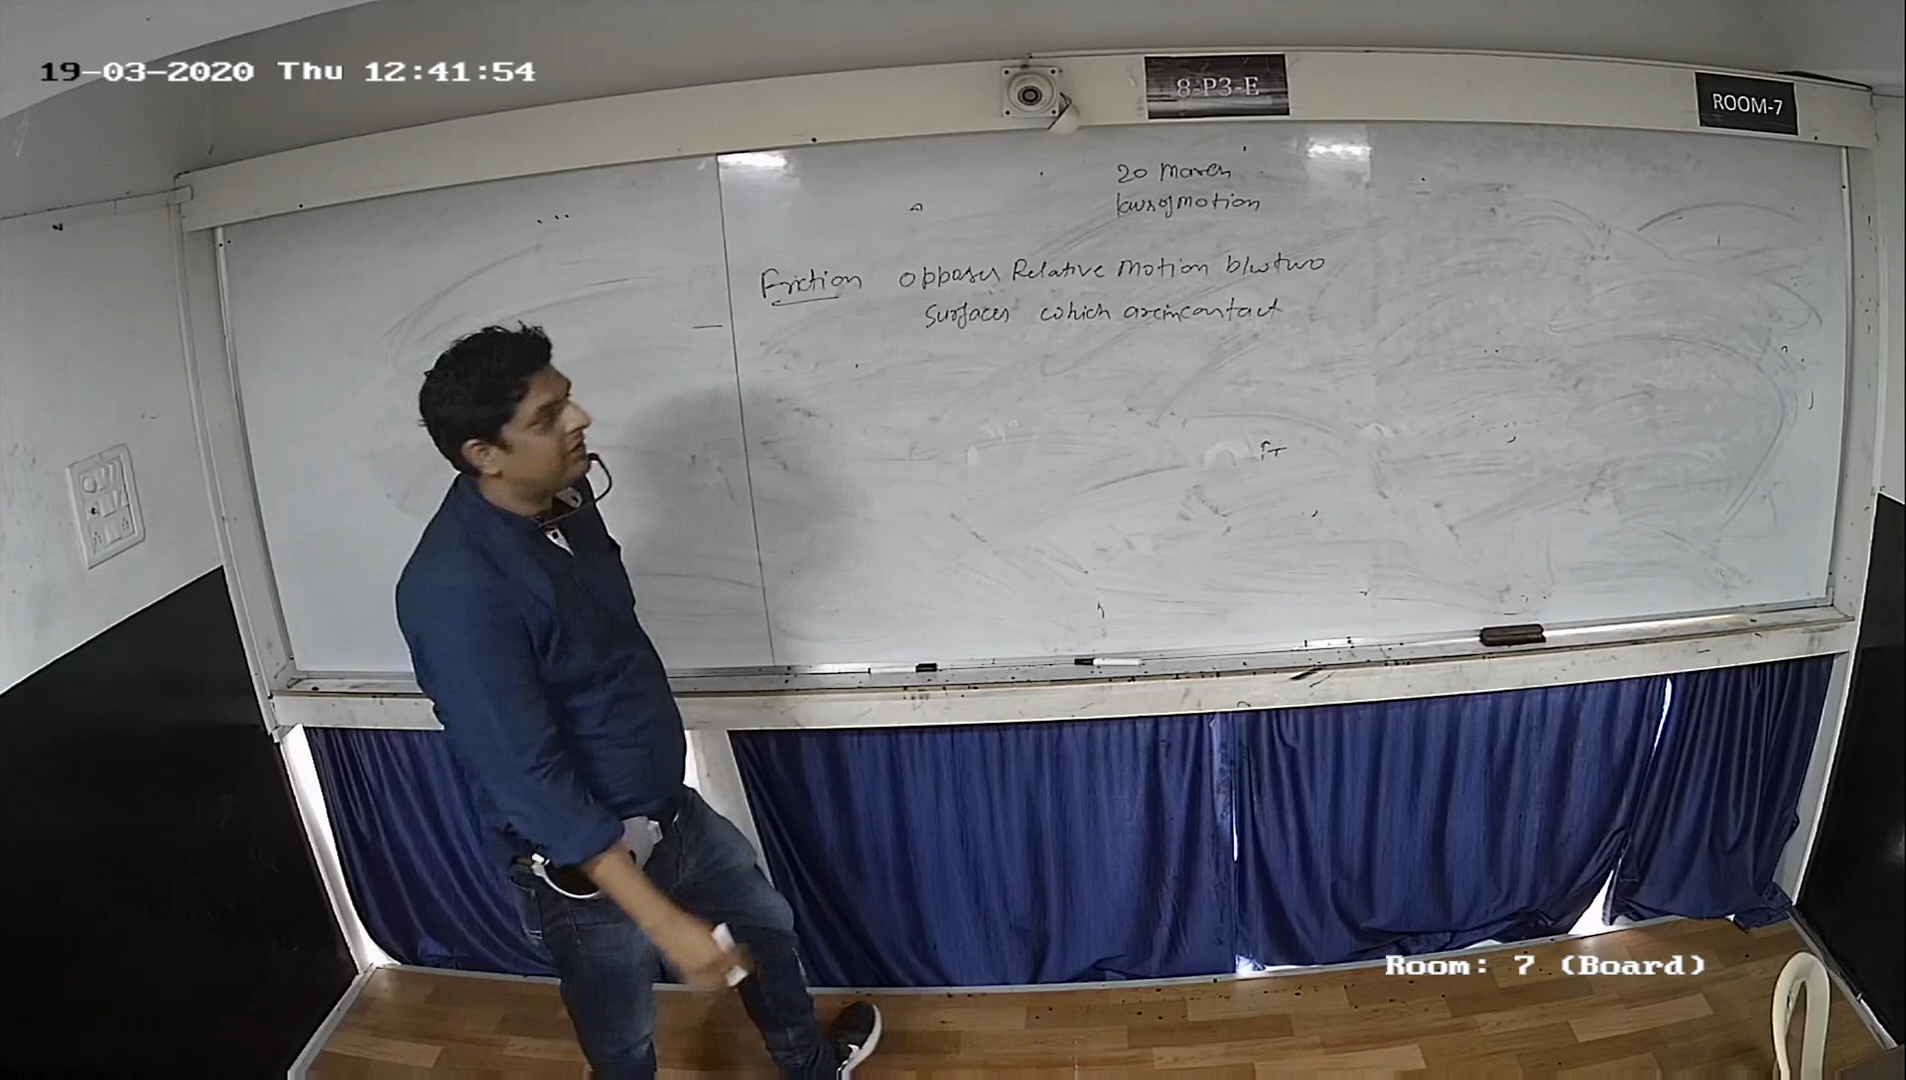 19-03-2020 Thu 12:41:54
8-P3-E
ROOM-7
20 March
laws of motion
Friction opposes Relative Motion b/w two
surfaces which are in contact
Room: 7 (Board)